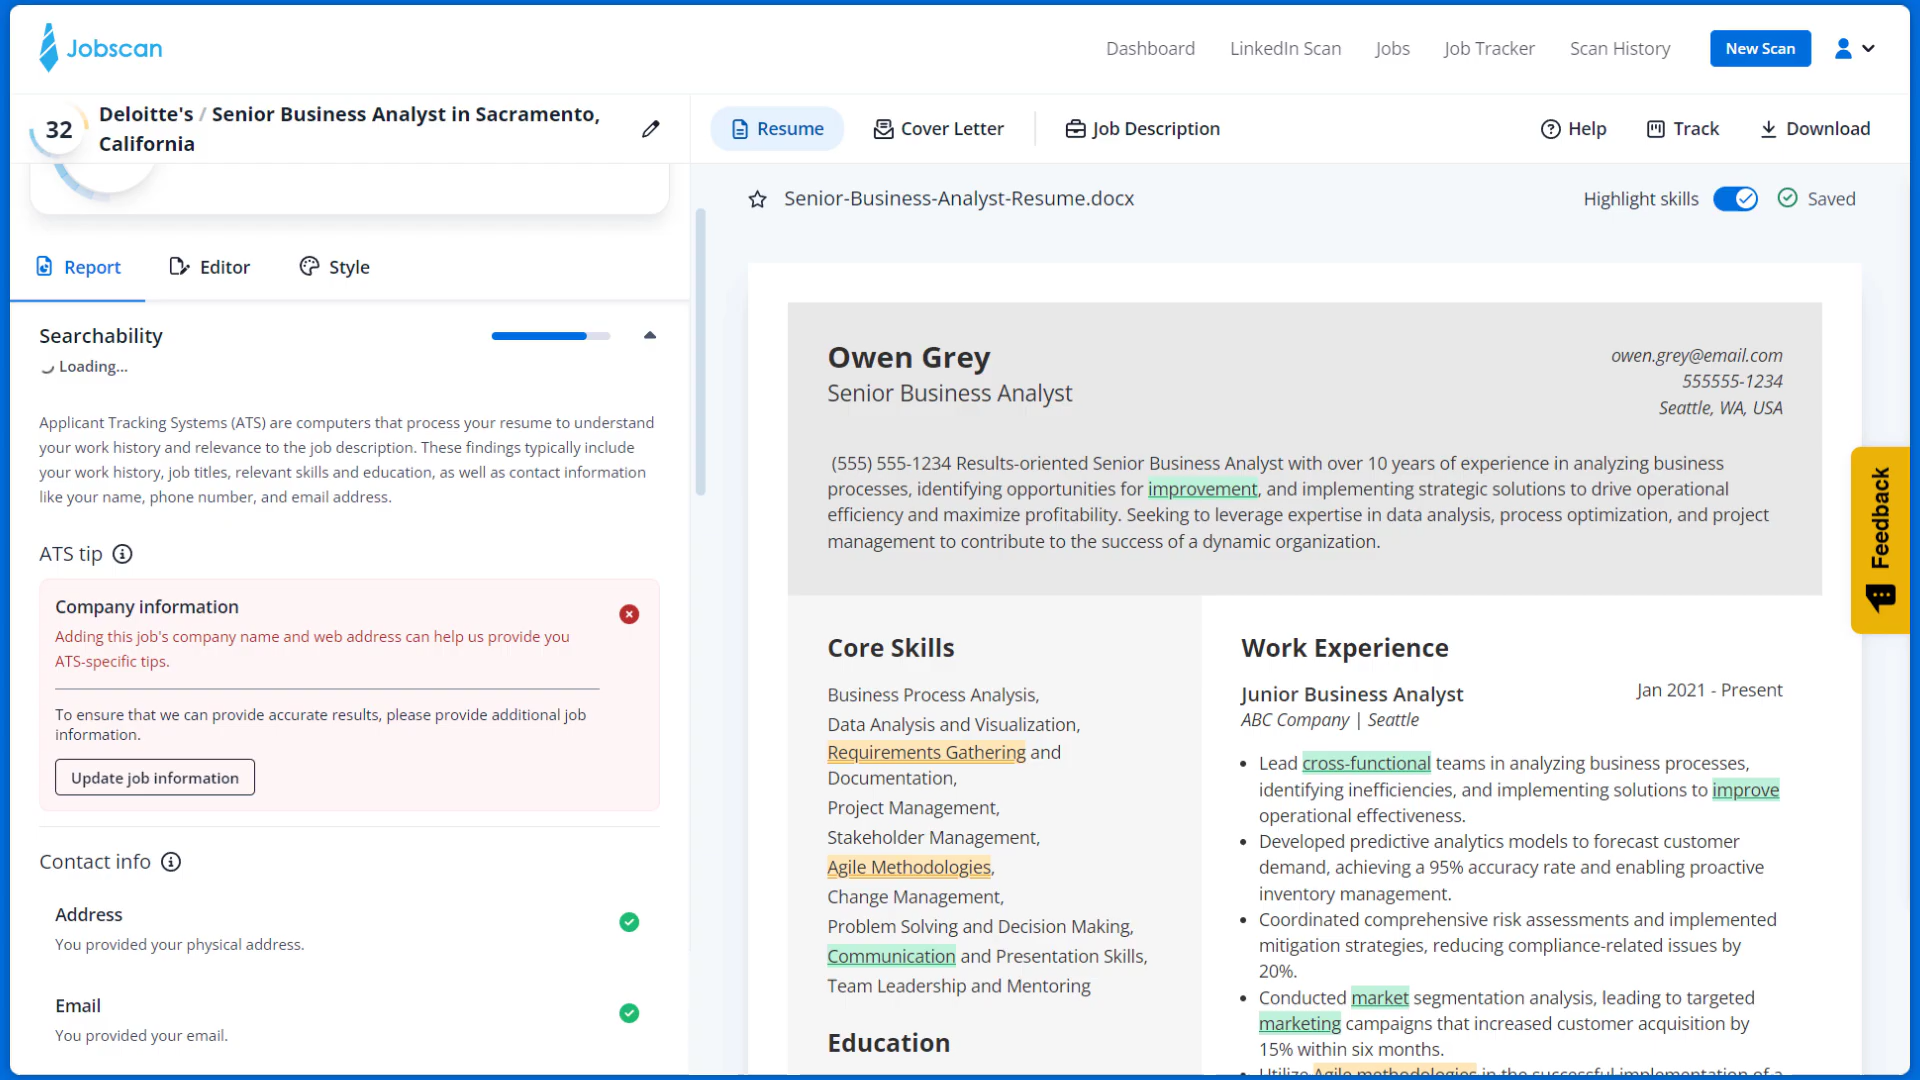 Jobscan
Dashboard
LinkedIn Scan
Jobs
Job Tracker
Scan History
New Scan
32
Deloitte's / Senior Business Analyst in Sacramento,
California
Resume
Cover Letter
Job Description
Help
Track
Download
Senior-Business-Analyst-Resume.docx
Highlight skills
Saved
Report
Editor
Style
Searchability
Loading...
Applicant Tracking Systems (ATS) are computers that process your resume to understand
your work history and relevance to the job description. These findings typically include
your work history, job titles, relevant skills and education, as well as contact information
like your name, phone number, and email address.
ATS tip
Company information
Adding this job's company name and web address can help us provide you
ATS-specific tips.
To ensure that we can provide accurate results, please provide additional job
information.
Update job information
Contact info
Address
You provided your physical address.
Email
You provided your email.
Owen Grey
Senior Business Analyst
owen.grey@email.com
555555-1234
Seattle, WA, USA
(555) 555-1234 Results-oriented Senior Business Analyst with over 10 years of experience in analyzing business
processes, identifying opportunities for improvement, and implementing strategic solutions to drive operational
efficiency and maximize profitability. Seeking to leverage expertise in data analysis, process optimization, and project
management to contribute to the success of a dynamic organization.
Core Skills
Business Process Analysis,
Data Analysis and Visualization,
Requirements Gathering and
Documentation,
Project Management,
Stakeholder Management,
Agile Methodologies,
Change Management,
Problem Solving and Decision Making,
Communication and Presentation Skills,
Team Leadership and Mentoring
Education
Work Experience
Junior Business Analyst
Jan 2021 - Present
ABC Company | Seattle
• Lead cross-functional teams in analyzing business processes,
identifying inefficiencies, and implementing solutions to improve
operational effectiveness.
• Developed predictive analytics models to forecast customer
demand, achieving a 95% accuracy rate and enabling proactive
inventory management.
• Coordinated comprehensive risk assessments and implemented
mitigation strategies, reducing compliance-related issues by
20%.
• Conducted market segmentation analysis, leading to targeted
marketing campaigns that increased customer acquisition by
15% within six months.
• Utilize Agile methodologies in the successful implementation of a
Feedback